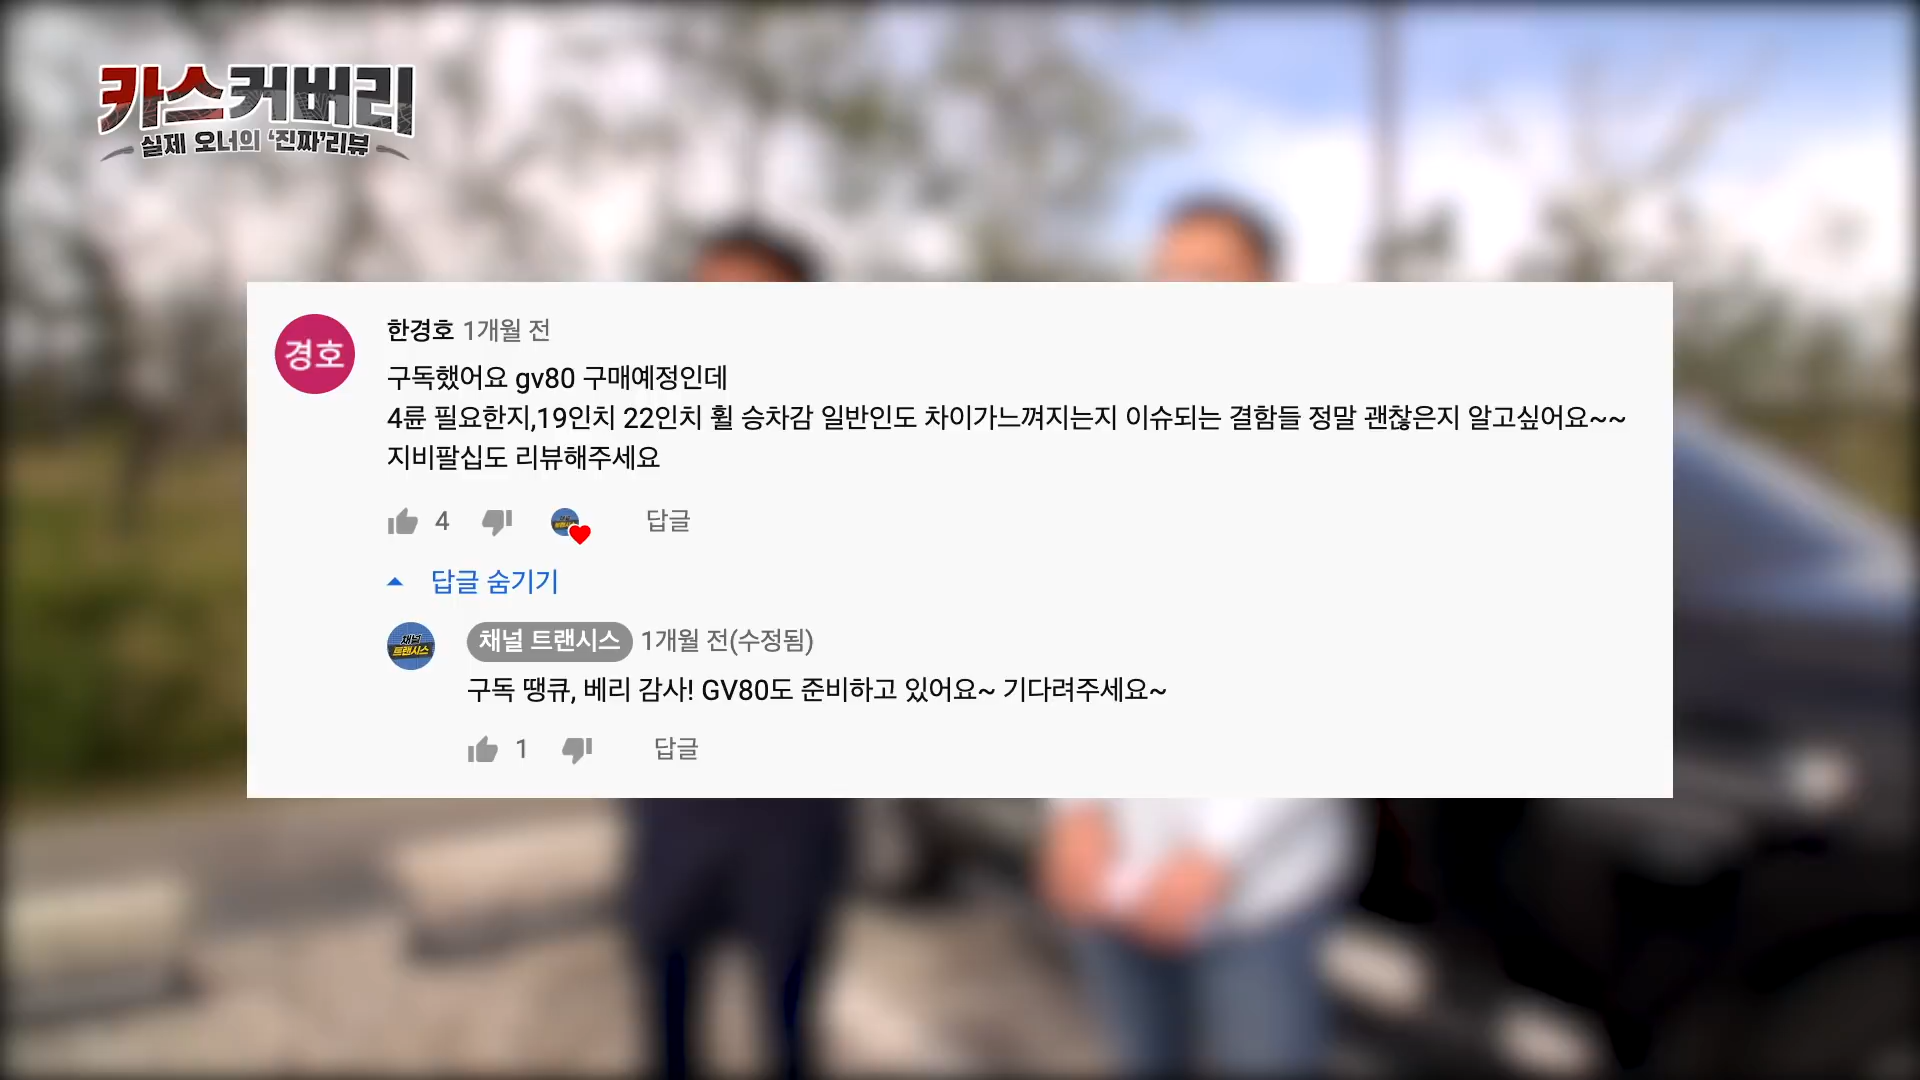 카스커버리
실제 오너의 '진짜'리뷰
경호
한경호 1개월 전
구독했어요 gv80 구매예정인데
4륜 필요한지,19인치 22인치 휠 승차감 일반인도 차이가느껴지는지 이슈되는 결함들 정말 괜찮은지 알고싶어요~~
지비팔십도 리뷰해주세요
4 답글
답글 숨기기
채널
트랜시스
채널 트랜시스 1개월 전(수정됨)
구독 땡큐, 베리 감사! GV80도 준비하고 있어요~ 기다려주세요~
1 답글